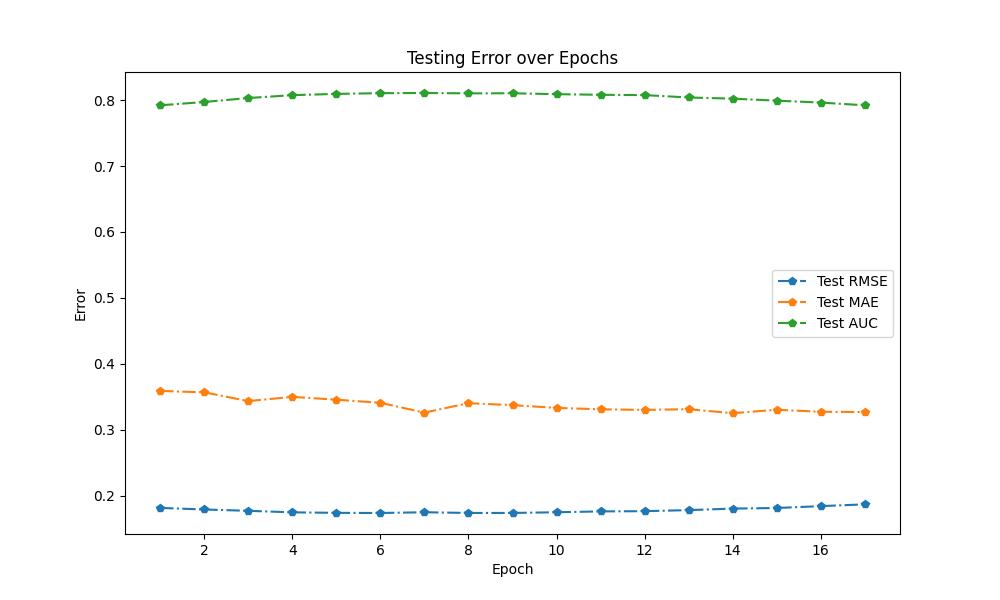 Testing Error over Epochs
0.8
0.7
0.6
0.5
0.4
0.3
0.2
Error
Test RMSE
Test MAE
Test AUC
2 4 6 8 10 12 14 16
Epoch